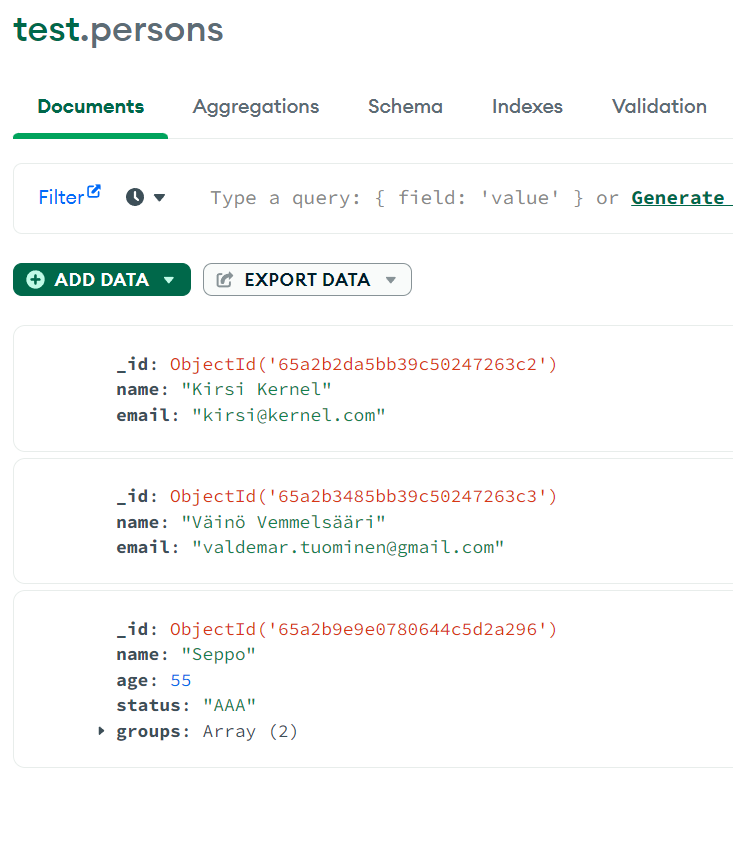 test.persons
Documents Aggregations Schema Indexes Validation
Filter Type a query: { field: 'value' } or Generate
ADD DATA EXPORT DATA
_id: ObjectId('65a2b2da5bb39c50247263c2')
name: "Kirsi Kernel"
email: "kirsi@kernel.com"
_id: ObjectId('65a2b3485bb39c50247263c3')
name: "Väinö Vemmelsääri"
email: "valdemar.tuominen@gmail.com"
_id: ObjectId('65a2b9e9e0780644c5d2a296')
name: "Seppo"
age: 55
status: "AAA"
groups: Array (2)